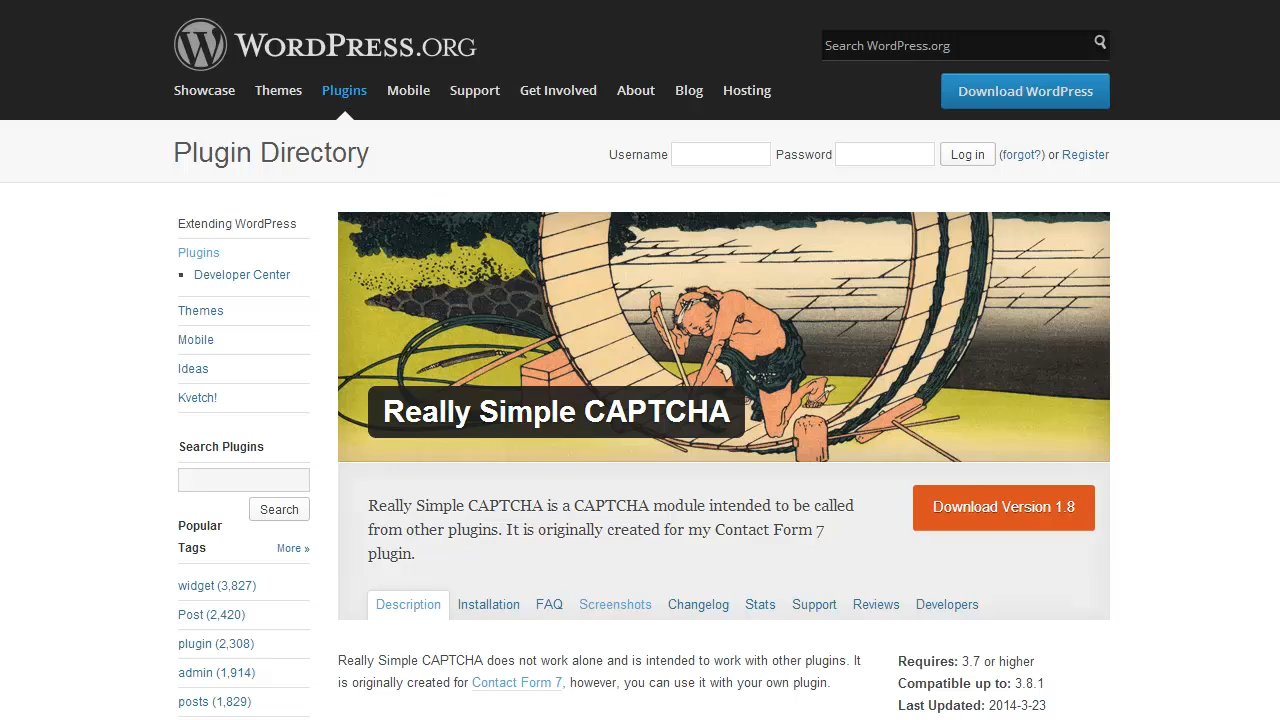 WORDPRESS.ORG
Search WordPress.org
Showcase Themes Plugins Mobile Support Get Involved About Blog Hosting
Download WordPress
Plugin Directory
Username Password Log in (forgot?) or Register
Extending WordPress
Plugins
Developer Center
Themes
Mobile
Ideas
Kvetch!
Search Plugins
Search
Popular
Tags More »
widget (3,827)
Post (2,420)
plugin (2,308)
admin (1,914)
posts (1,829)
Really Simple CAPTCHA
Really Simple CAPTCHA is a CAPTCHA module intended to be called
from other plugins. It is originally created for my Contact Form 7
plugin.
Download Version 1.8
Description Installation FAQ Screenshots Changelog Stats Support Reviews Developers
Really Simple CAPTCHA does not work alone and is intended to work with other plugins. It
is originally created for Contact Form 7, however, you can use it with your own plugin.
Requires: 3.7 or higher
Compatible up to: 3.8.1
Last Updated: 2014-3-23